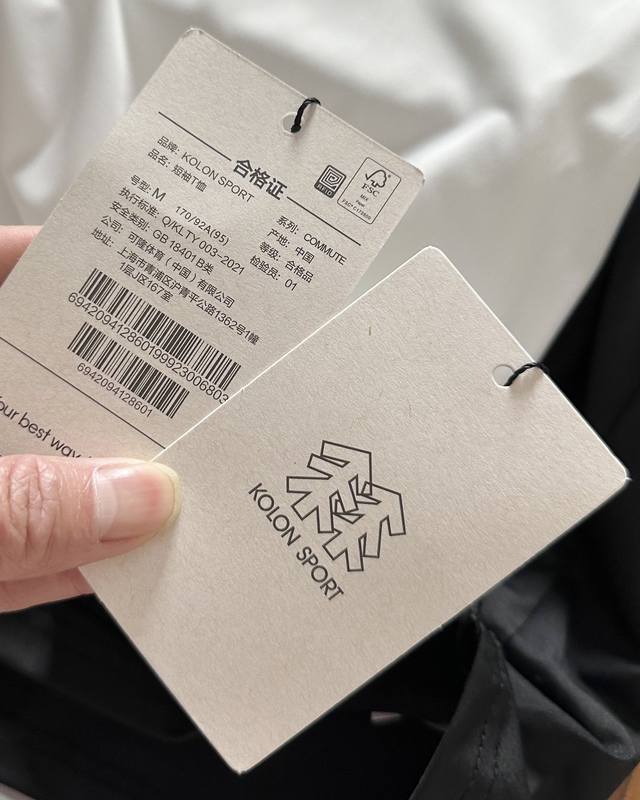 合格证
品牌: KOLON SPORT
品名: 短袖T恤
号型: M 170/92A(95)
执行标准: Q/KLTY 003-2021
安全类别: GB 18401 B类
公司: 可隆体育（中国）有限公司
地址: 上海市青浦区沪青平公路1362号1幢
1层J区167室
系列: COMMUTE
产地: 中国
等级: 合格品
检验员: 01
RFID
FSC
MIX
Paper
694209412860199923006803
6942094128601
our best way
KOLON SPORT